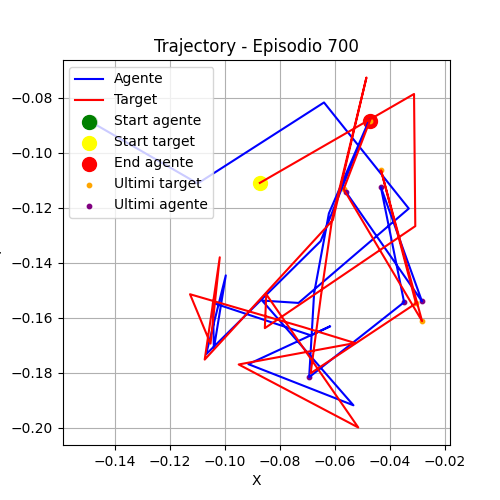 Trajectory - Episodio 700
Agente
Target
Start agente
Start target
End agente
Ultimi target
Ultimi agente
−0.08
−0.10
−0.12
−0.14
−0.16
−0.18
−0.20
−0.14 −0.12 −0.10 −0.08 −0.06 −0.04 −0.02
X